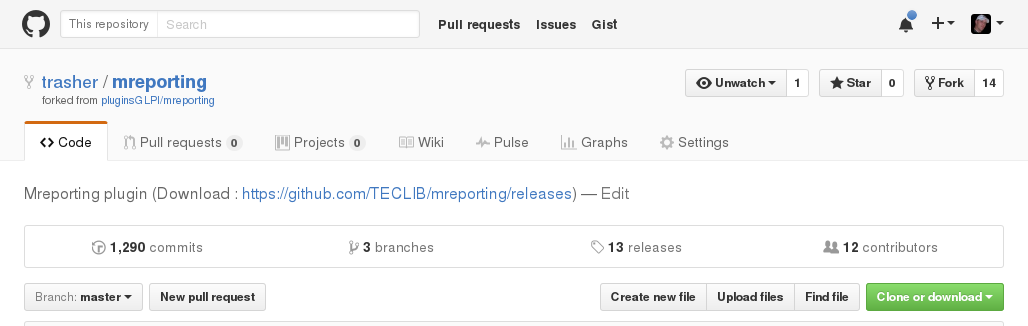 This repository Search Pull requests Issues Gist
trasher / mreporting Unwatch 1 Star 0 Fork 14
forked from pluginsGLPI/mreporting
Code Pull requests 0 Projects 0 Wiki Pulse Graphs Settings
Mreporting plugin (Download : https://github.com/TECLIB/mreporting/releases) — Edit
1,290 commits 3 branches 13 releases 12 contributors
Branch: master New pull request Create new file Upload files Find file Clone or download